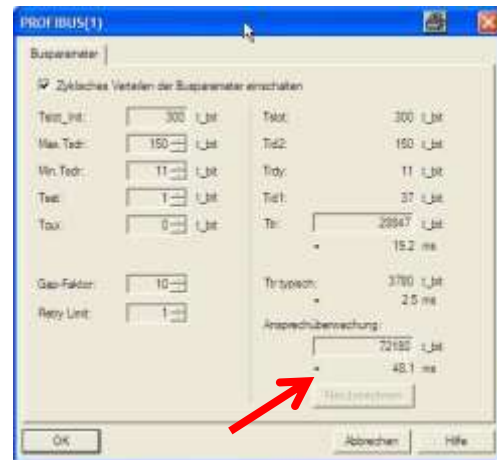 PROFIBUS(1)
Busparameter
Zyklisches Verteilen der Busparameter einschalten
Tslot_Init: 300 t_bit
Max.Tsdr: 150 t_bit
Min.Tsdr: 11 t_bit
Tset: 1 t_bit
Tqui: 0 t_bit
Gap-Faktor: 10
Retry Limit: 1
Tslot: 300 t_bit
Tid2: 150 t_bit
Trdy: 11 t_bit
Tid1: 37 t_bit
Ttr: t_bit
= 19.2 ms
Ttr typisch: 3780 t_bit
= 2.5 ms
Ansprechüberwachung:
t_bit
= 48.1 ms
Neu berechnen
OK
Abbrechen
Hilfe